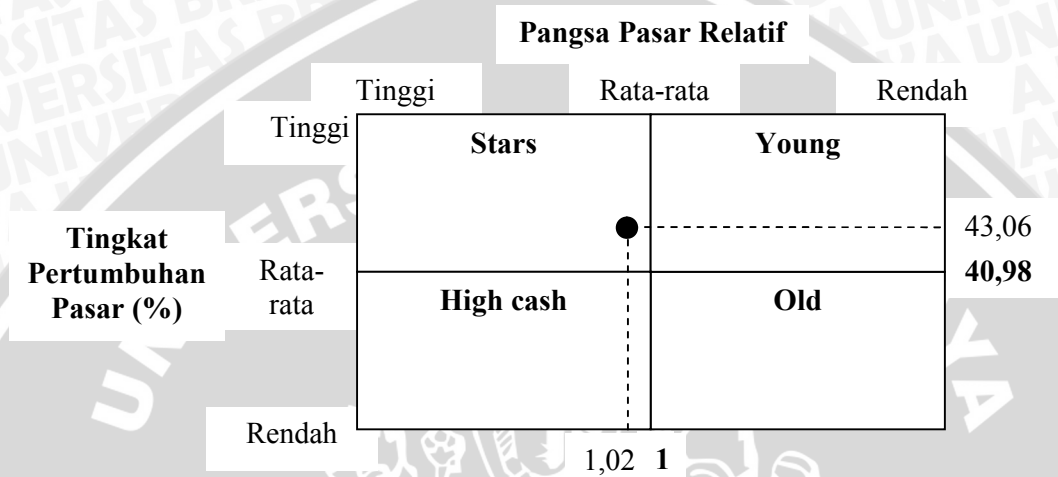 Pangsa Pasar Relatif
Tinggi Rata-rata Rendah
Tinggi
Stars Young
43,06
Tingkat
Pertumbuhan
Pasar (%)
Rata-
rata
40,98
High cash Old
Rendah
1,02 1